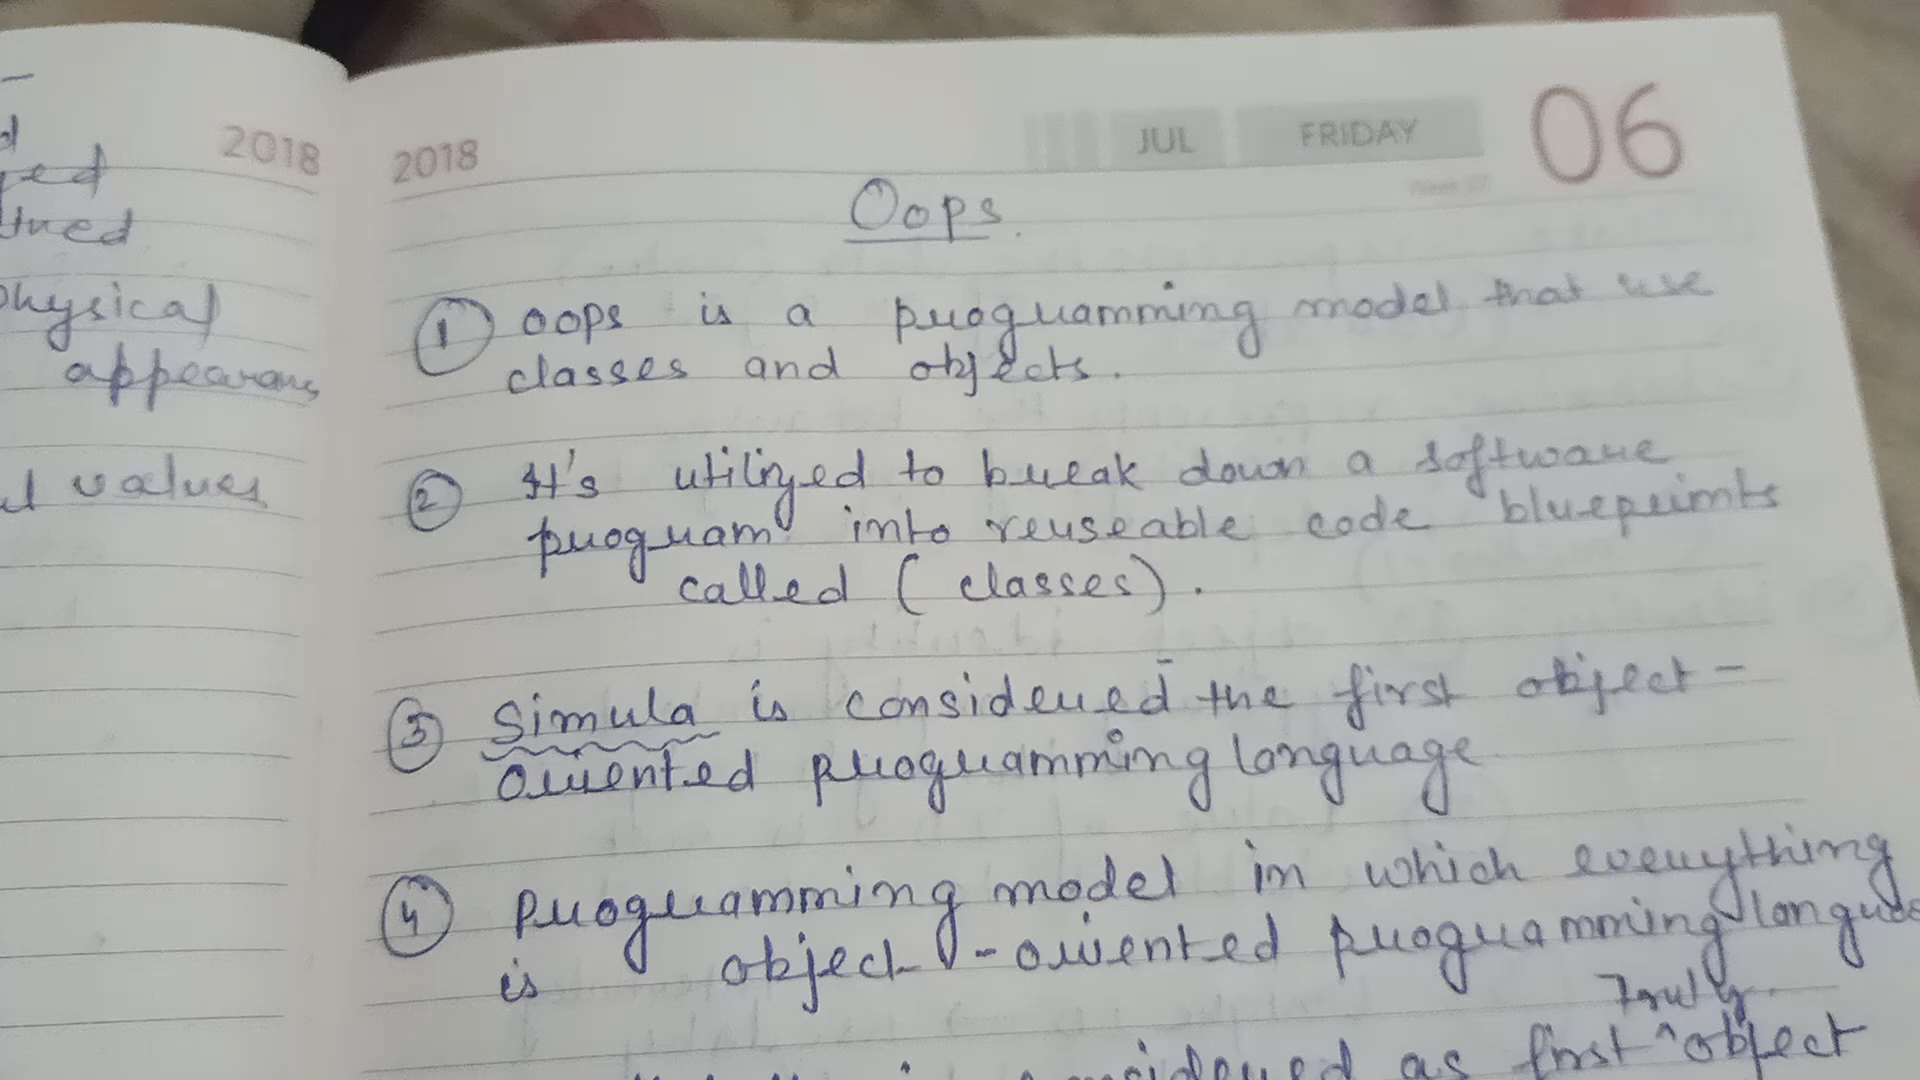 ed
physical
appearans
values
2018
2018
JUL
FRIDAY
06
Oops.
① oops is a programming model that use
classes and objects.
② It's utilized to break down a software
program into reuseable code blueprints
called (classes).
③ Simula is considered the first object-
oriented programming language
④ programming model in which everything
is object-oriented programming
Truly
as first ^ object